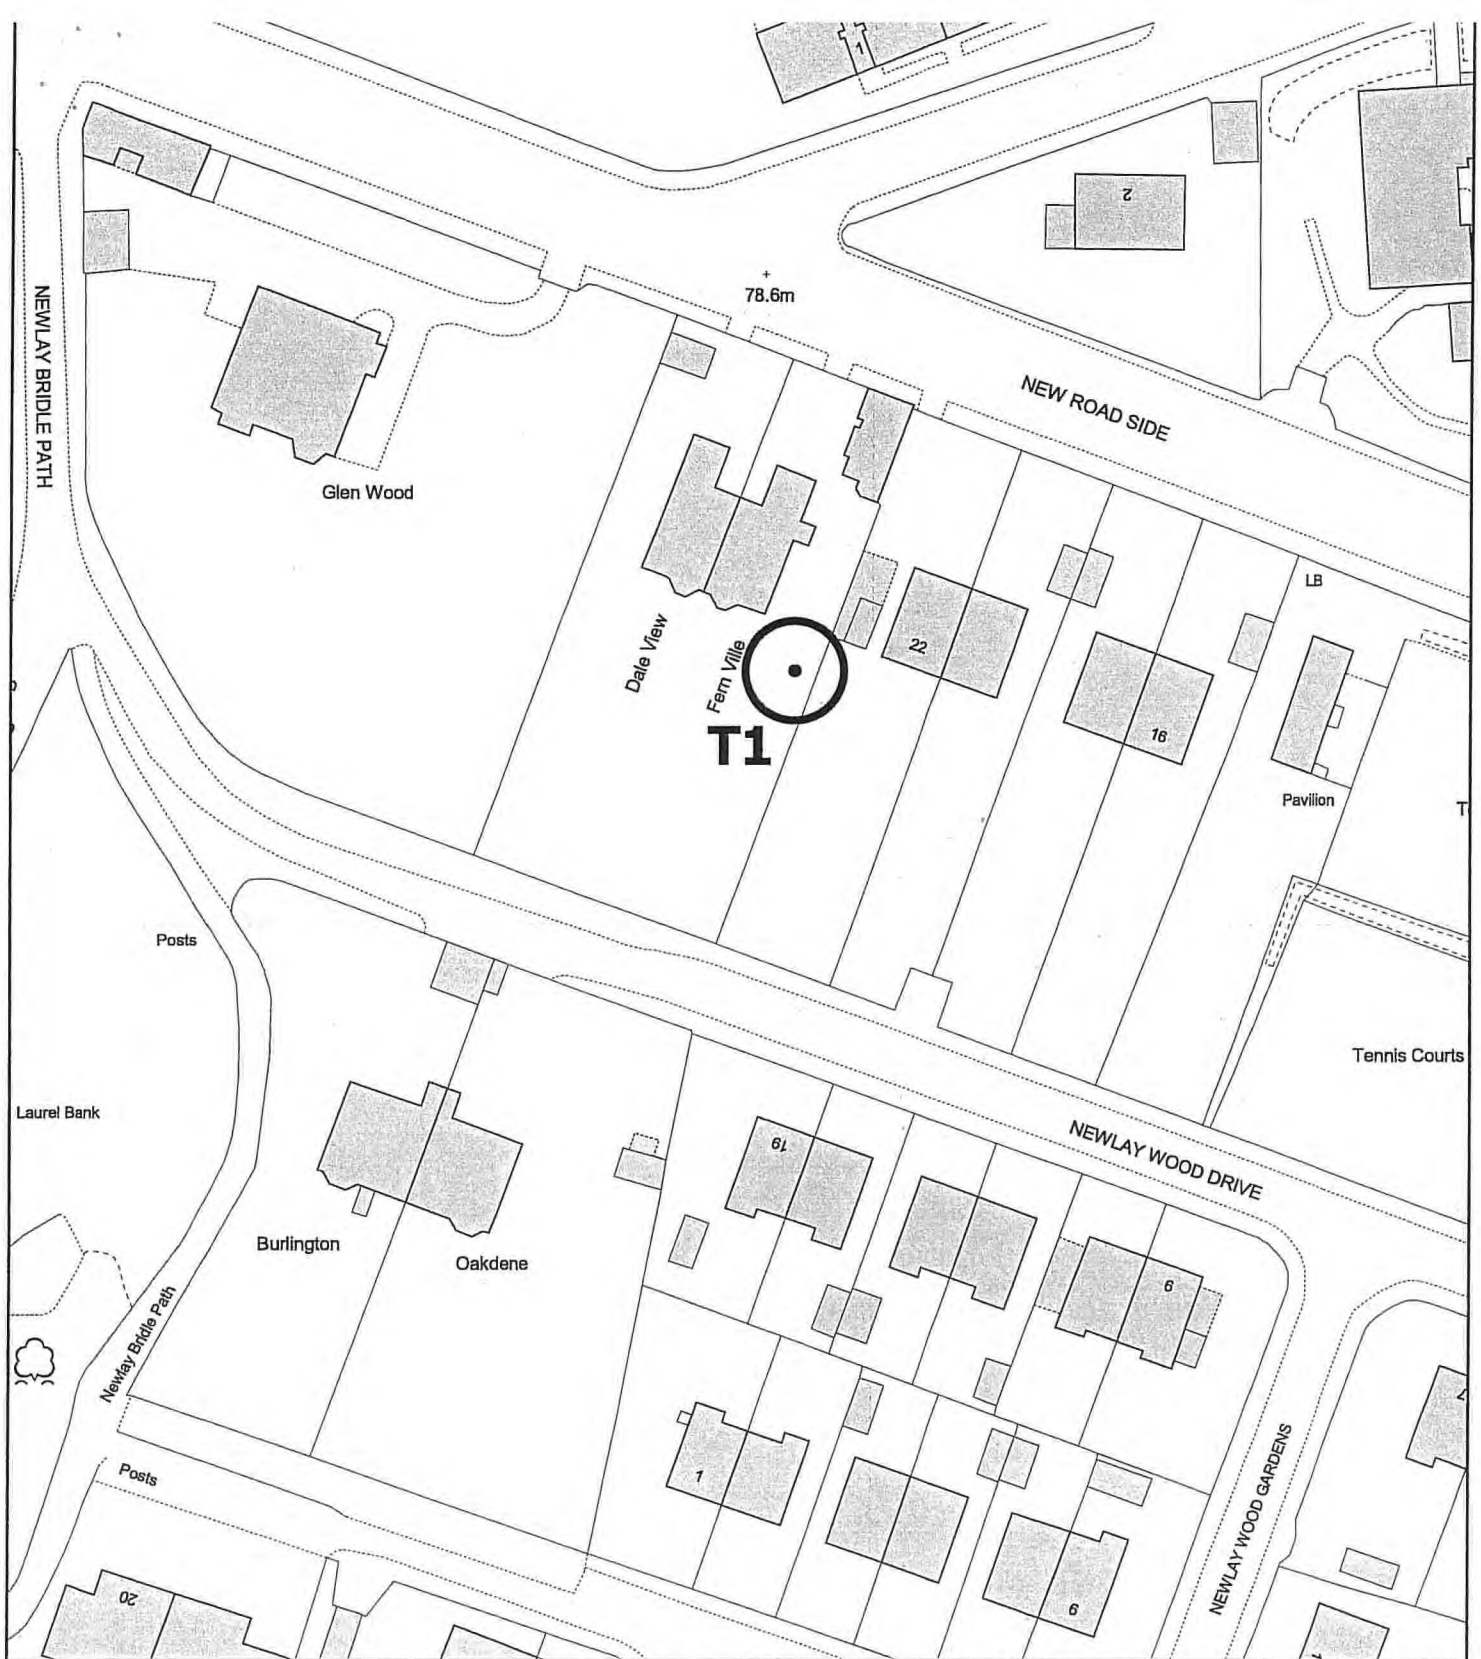 1
2
78.6m
NEWLAY BRIDLE PATH
NEW ROAD SIDE
Glen Wood
LB
Dale View
Fern Ville
22
T1
16
Pavilion
Posts
Tennis Courts
Laurel Bank
NEWLAY WOOD DRIVE
19
Burlington
Oakdene
9
Newlay Bridle Path
1
Posts
NEWLAY WOOD GARDENS
7
20
6